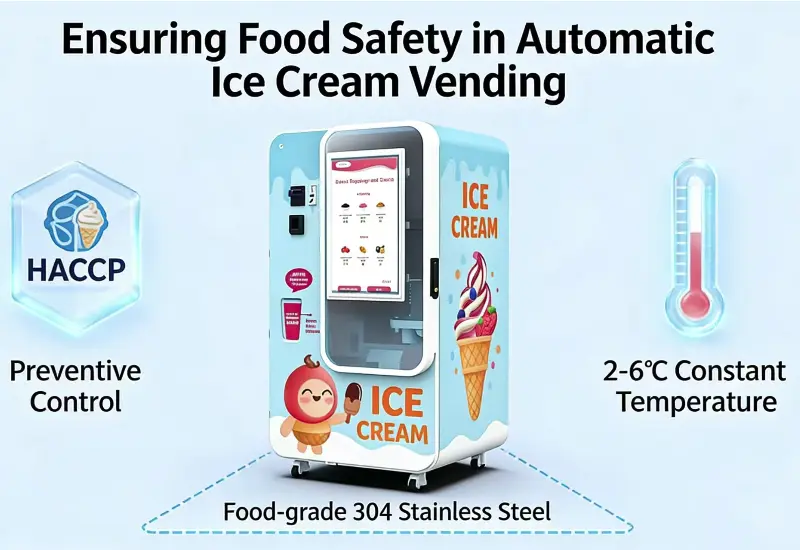 Ensuring Food Safety in Automatic
Ice Cream Vending
HACCP
Preventive
Control
ICE
CREAM
ICE
CREAM
2-6℃ Constant
Temperature
Food-grade 304 Stainless Steel